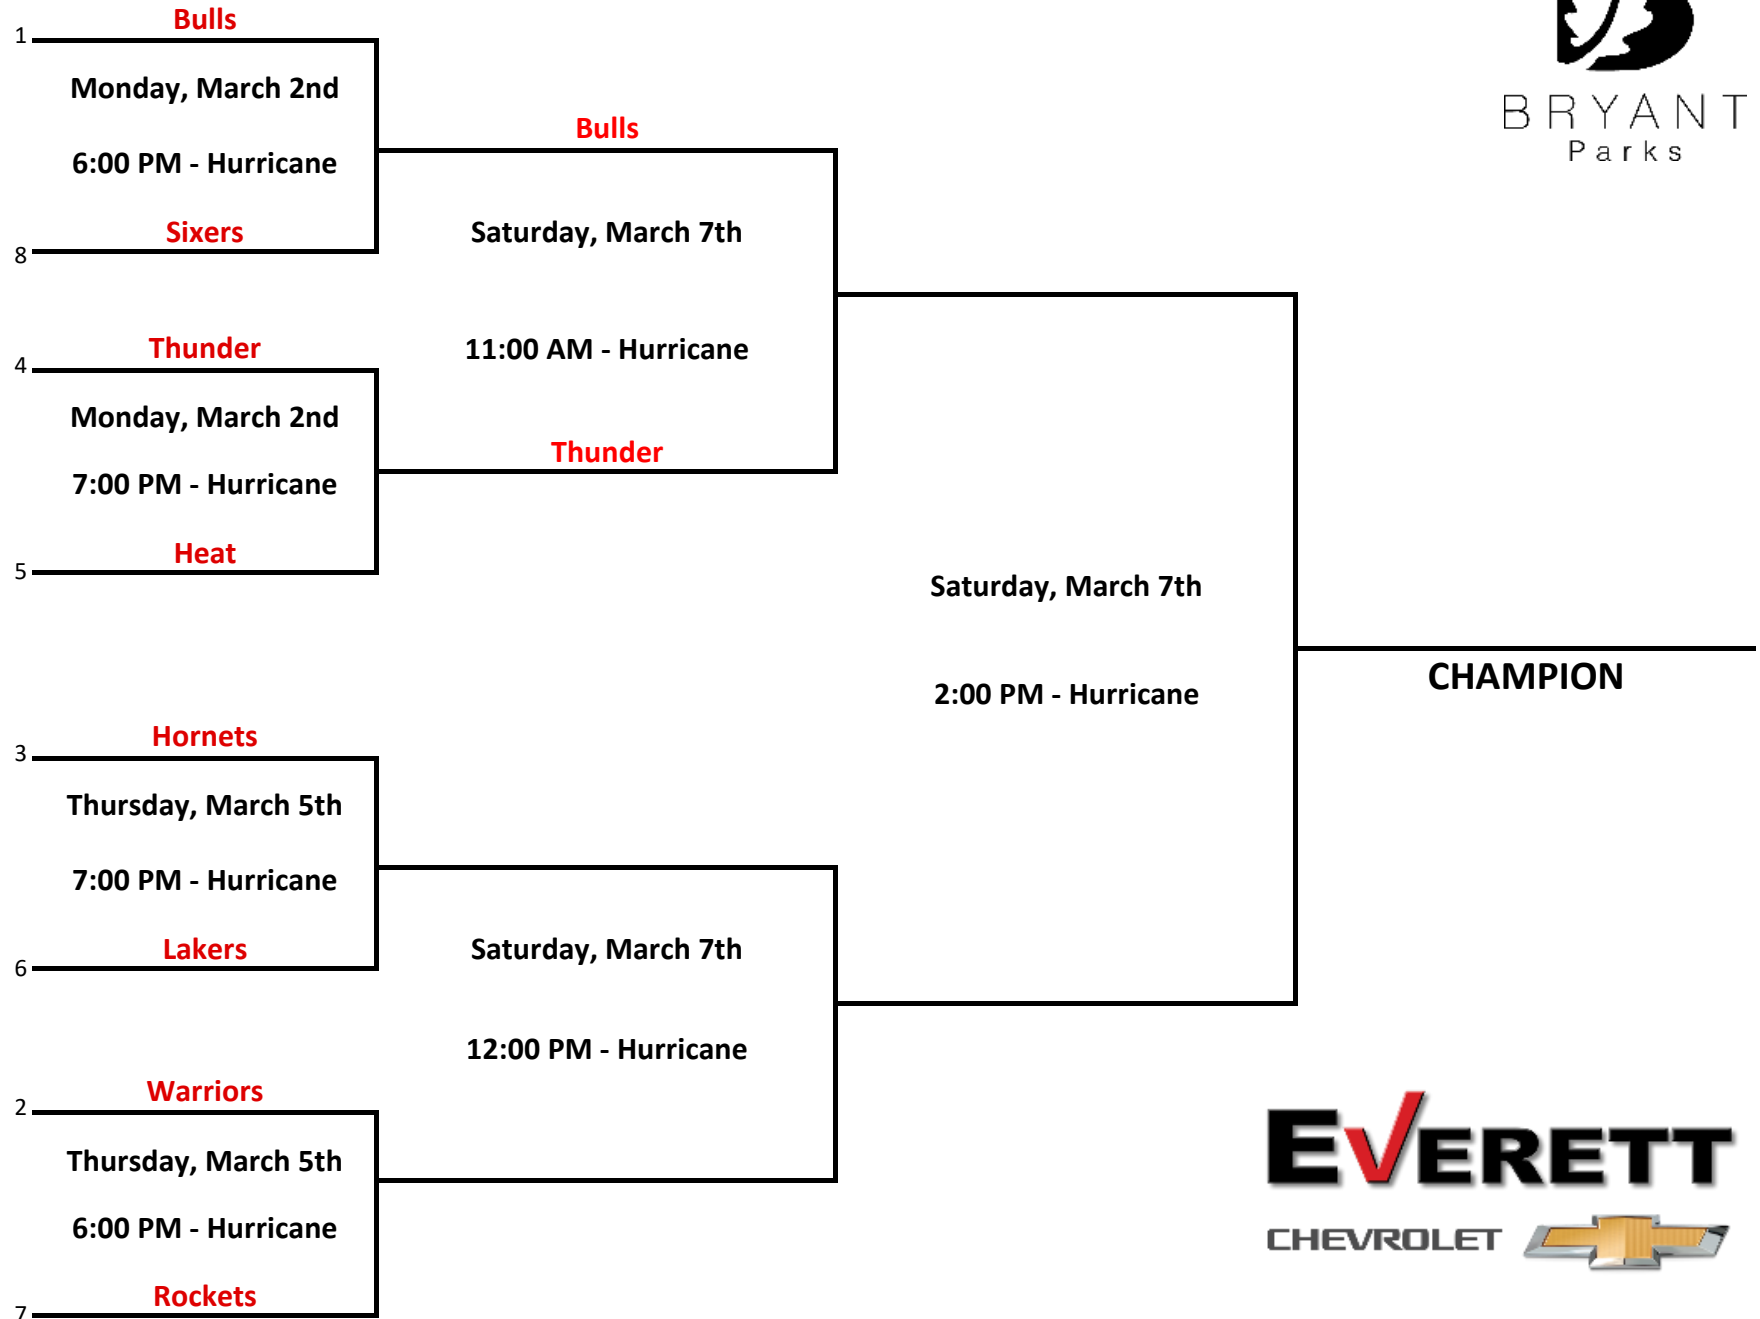 Bulls
1
Monday, March 2nd
6:00 PM - Hurricane
Sixers
8
Thunder
4
Monday, March 2nd
7:00 PM - Hurricane
Heat
5
Hornets
3
Thursday, March 5th
7:00 PM - Hurricane
Lakers
6
Warriors
2
Thursday, March 5th
6:00 PM - Hurricane
Rockets
7
Bulls
Saturday, March 7th
11:00 AM - Hurricane
Thunder
Saturday, March 7th
12:00 PM - Hurricane
Saturday, March 7th
2:00 PM - Hurricane
CHAMPION
BRYANT
Parks
EVERETT
CHEVROLET